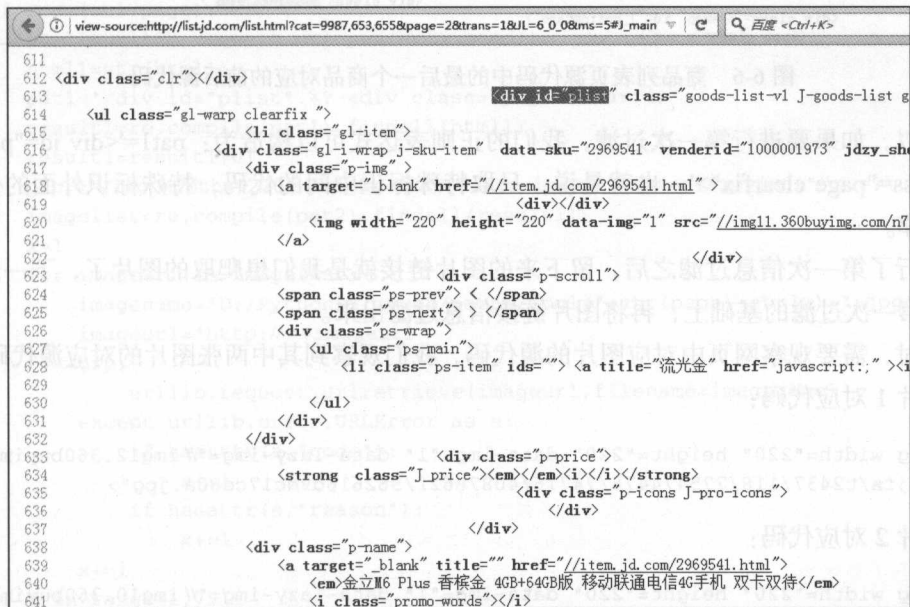 view-source:http://list.jd.com/list.html?cat=9987,653,655&page=2&trans=1&JL=6_0_0&ms=5#J_main
百度 <Ctrl+K>
611
612 <div class="clr"></div>
613 <div id="plist" class="goods-list-v1 J-goods-list g
614 <ul class="gl-warp clearfix ">
615 <li class="gl-item">
616 <div class="gl-i-wrap j-sku-item" data-sku="2969541" venderid="1000001973" jdzy_sho
617 <div class="p-img">
618 <a target="_blank" href="//item.jd.com/2969541.html">
619 <div></div>
620 <img width="220" height="220" data-img="1" src="//img11.360buyimg.com/n7
621 </a>
622 </div>
623 <div class="p-scroll">
624 <span class="ps-prev"> < </span>
625 <span class="ps-next"> > </span>
626 <div class="ps-wrap">
627 <ul class="ps-main">
628 <li class="ps-item" ids=""> <a title="流光金" href="javascript:;" ><i
629
630 </ul>
631 </div>
632 </div>
633 <div class="p-price">
634 <strong class="J_price"><em></em><i></i></strong>
635 <div class="p-icons J-pro-icons">
636 </div>
637 </div>
638 <div class="p-name">
639 <a target="_blank" title="" href="//item.jd.com/2969541.html">
640 <em>金立M6 Plus 香槟金 4GB+64GB版 移动联通电信4G手机 双卡双待</em>
641 <i class="promo-words"></i>